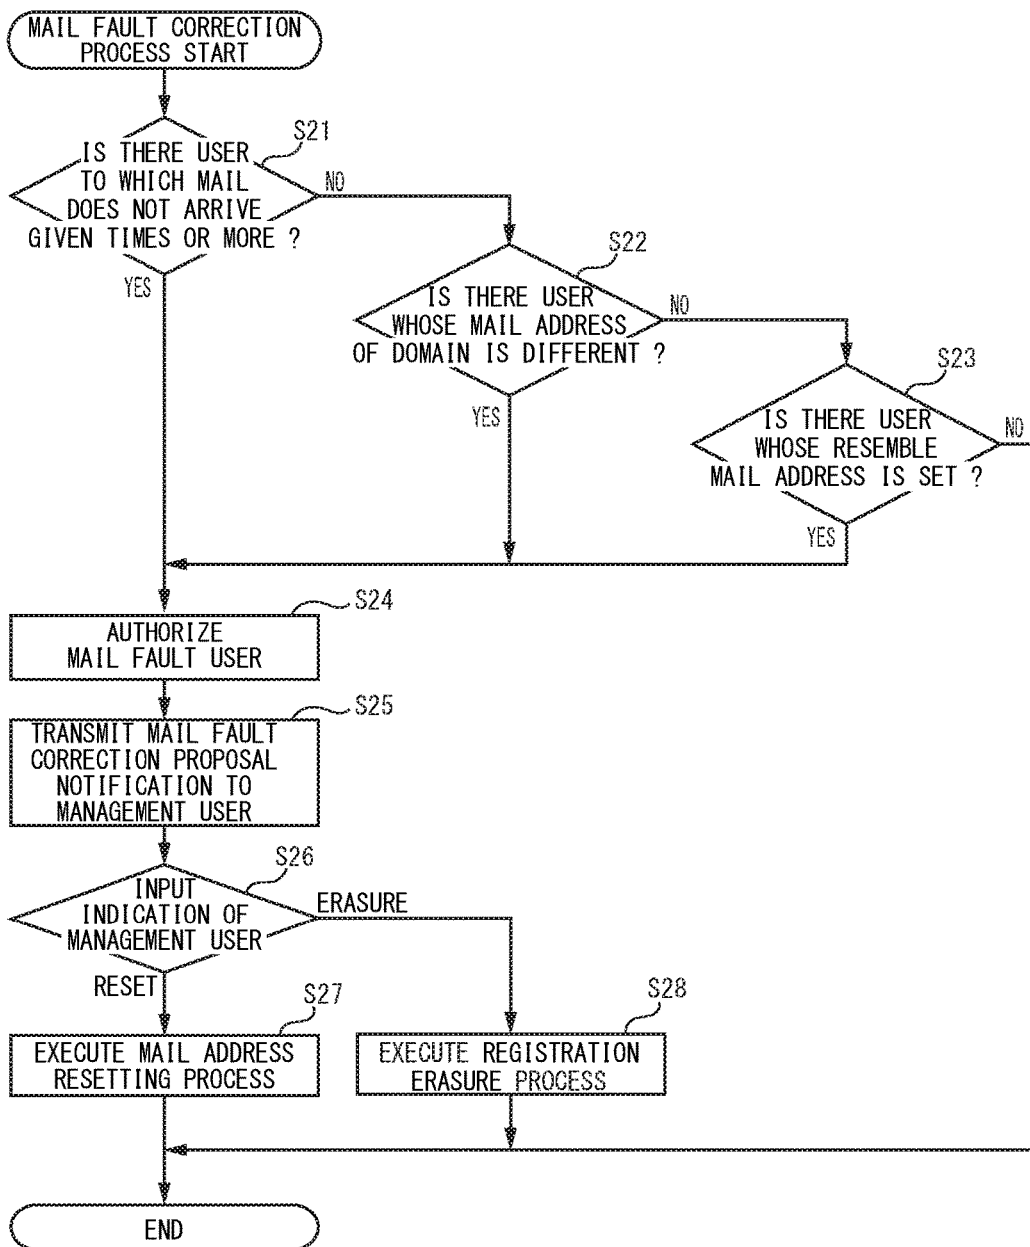 MAIL FAULT CORRECTION
PROCESS START
S21
IS THERE USER
TO WHICH MAIL
DOES NOT ARRIVE
GIVEN TIMES OR MORE ?
NO
YES
S22
IS THERE USER
WHOSE MAIL ADDRESS
OF DOMAIN IS DIFFERENT ?
NO
YES
S23
IS THERE USER
WHOSE RESEMBLE
MAIL ADDRESS IS SET ?
NO
YES
S24
AUTHORIZE
MAIL FAULT USER
S25
TRANSMIT MAIL FAULT
CORRECTION PROPOSAL
NOTIFICATION TO
MANAGEMENT USER
S26
INPUT
INDICATION OF
MANAGEMENT USER
ERASURE
RESET
S27
EXECUTE MAIL ADDRESS
RESETTING PROCESS
S28
EXECUTE REGISTRATION
ERASURE PROCESS
END